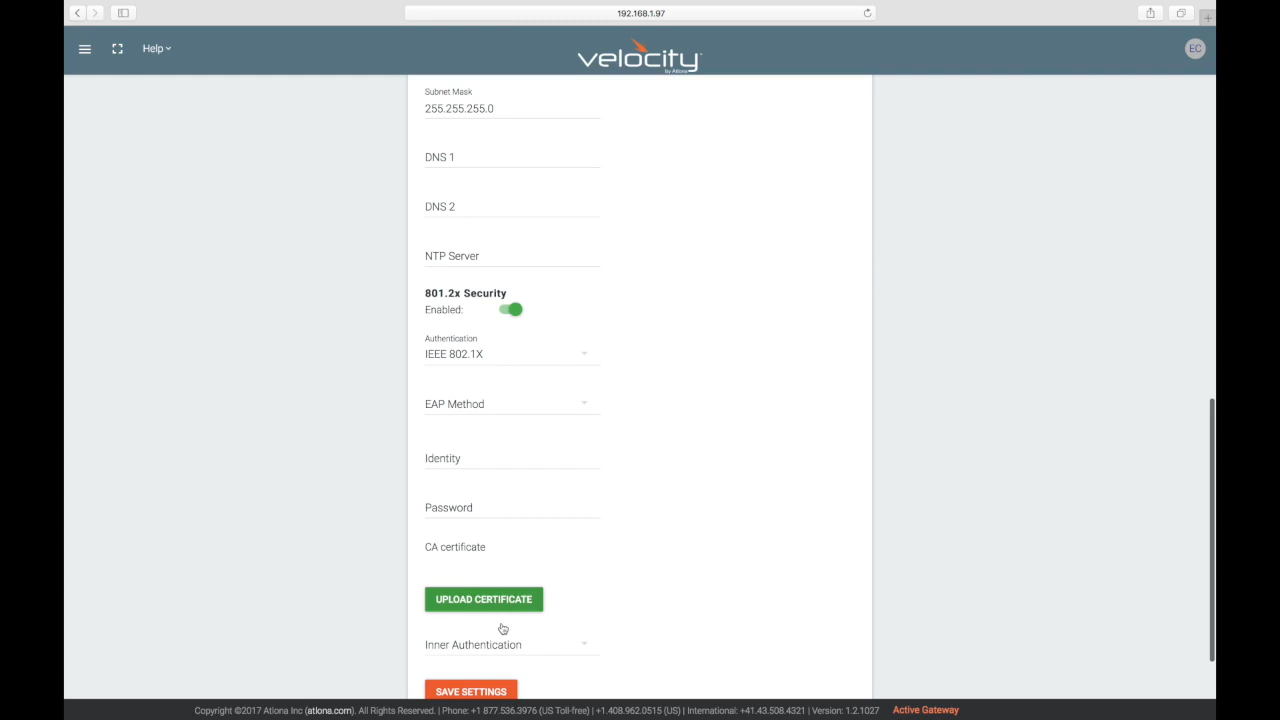 192.168.1.97
Help
velocity
by Atlona
EC
Subnet Mask
255.255.255.0
DNS 1
DNS 2
NTP Server
801.2x Security
Enabled:
Authentication
IEEE 802.1X
EAP Method
Identity
Password
CA certificate
UPLOAD CERTIFICATE
Inner Authentication
SAVE SETTINGS
Copyright ©2017 Atlona Inc (atlona.com). All Rights Reserved. | Phone: +1 877.536.3976 (US Toll-free) | +1.408.962.0515 (US) | International: +41.43.508.4321 | Version: 1.2.1027 Active Gateway